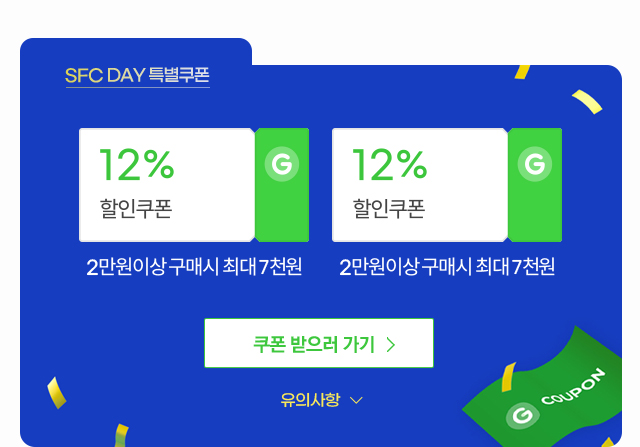 SFC DAY 특별쿠폰
12%
할인쿠폰
G
2만원이상 구매시 최대 7천원
12%
할인쿠폰
G
2만원이상 구매시 최대 7천원
쿠폰 받으러 가기
유의사항
G COUPON